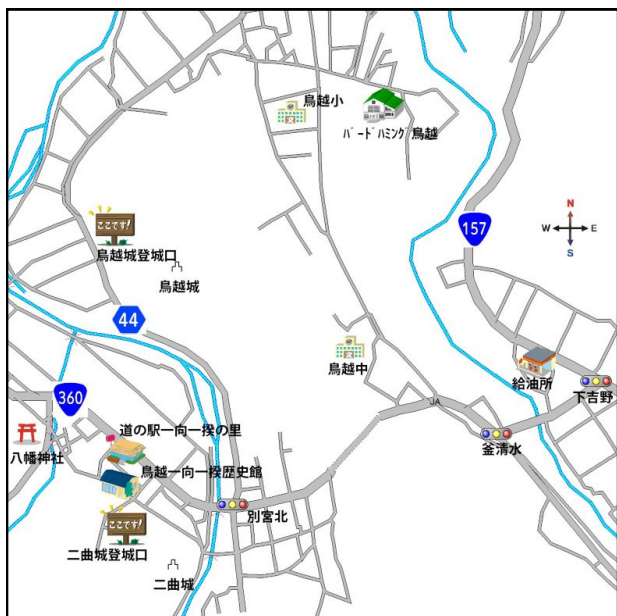 鳥越小
バードハミング鳥越
157
N
W E
S
ここです!
鳥越城登城口
鳥越城
44
鳥越中
給油所
下吉野
360
JA
釜清水
八幡神社
道の駅一向一揆の里
鳥越一向一揆歴史館
別宮北
ここです!
二曲城登城口
二曲城